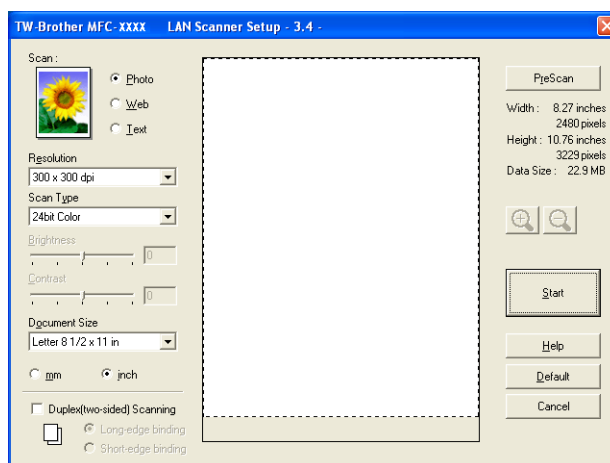 TW-Brother MFC-XXXX LAN Scanner Setup - 3.4 -
Scan :
Photo
Web
Text
Resolution
300 x 300 dpi
Scan Type
24bit Color
Brightness
0
Contrast
0
Document Size
Letter 8 1/2 x 11 in
mm
inch
Duplex(two-sided) Scanning
Long-edge binding
Short-edge binding
PreScan
Width : 8.27 inches
2480 pixels
Height : 10.76 inches
3229 pixels
Data Size : 22.9 MB
Start
Help
Default
Cancel